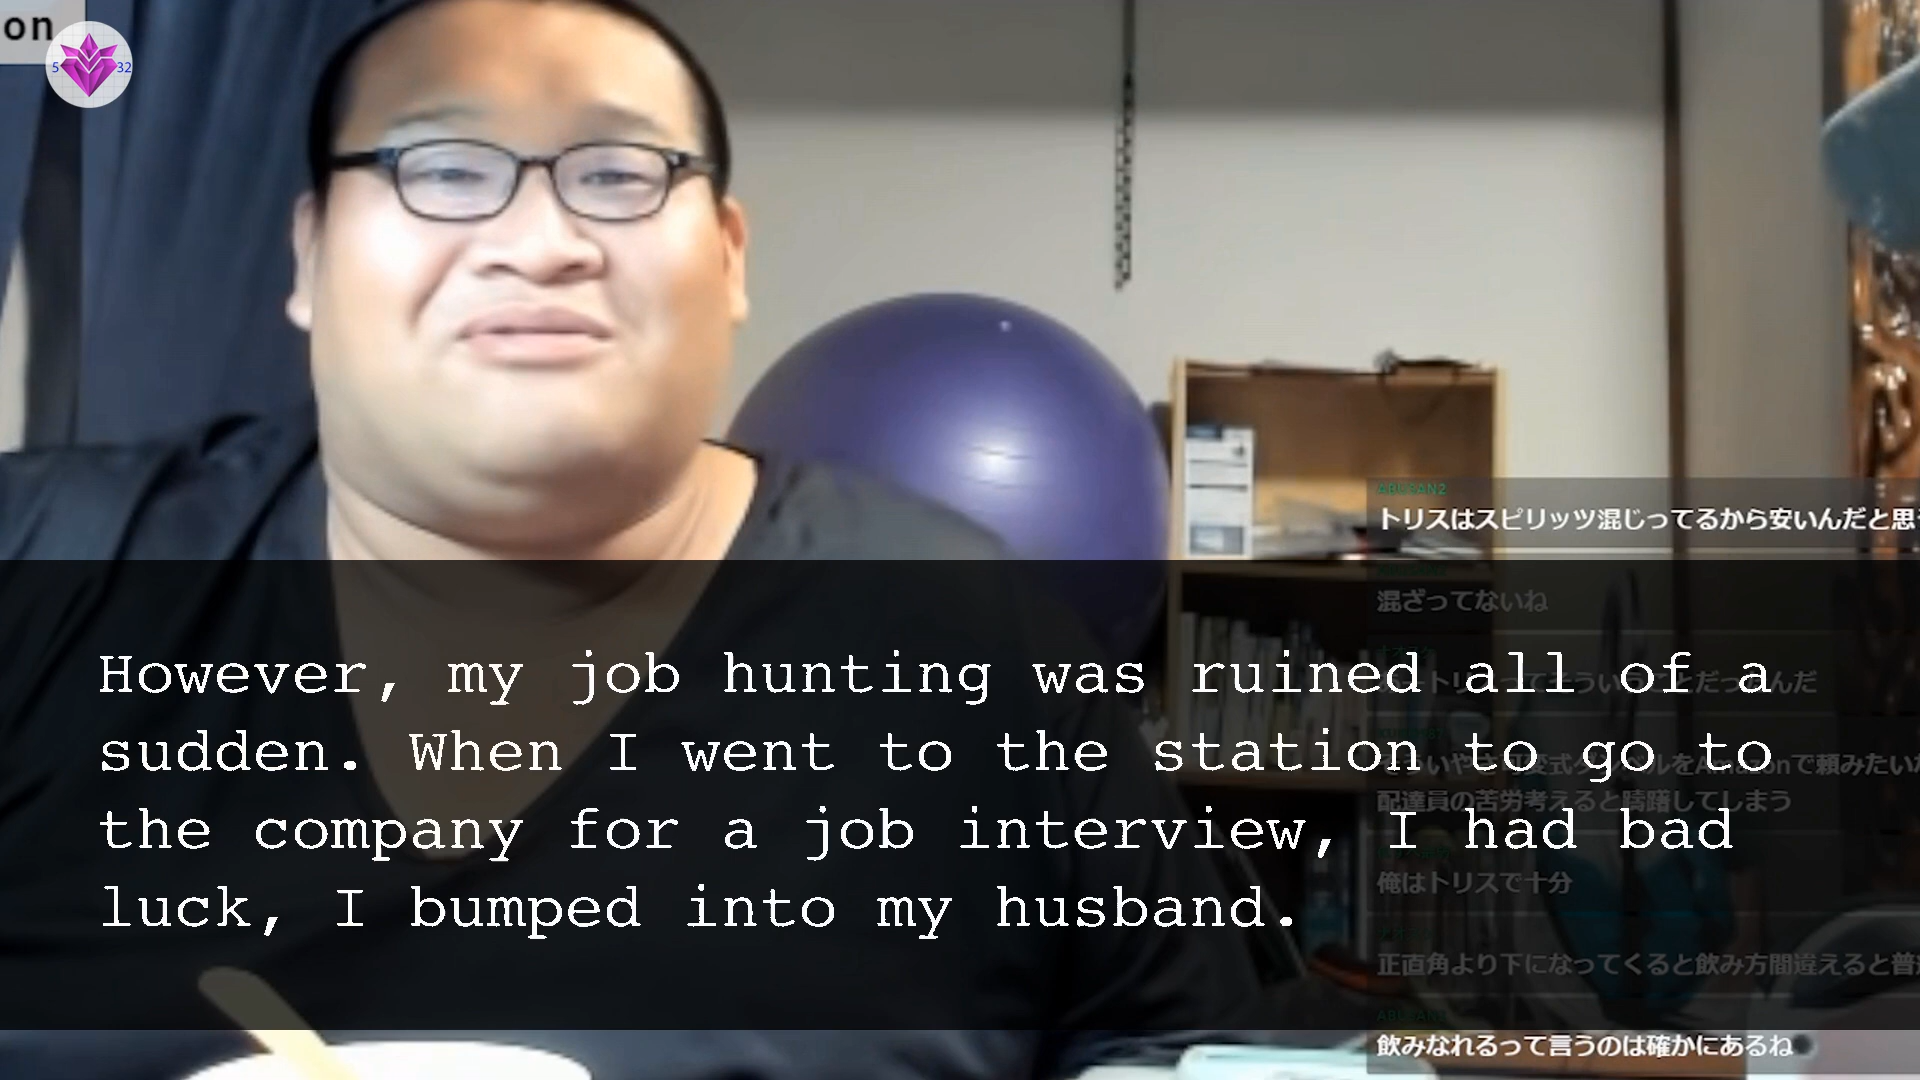 on
5 32
ABUSAN2
トリスはスピリッツ混じってるから安いんだと思
混ざってないね
However, my job hunting was ruined all of a
sudden. When I went to the station to go to
the company for a job interview, I had bad
luck, I bumped into my husband.
配達員の苦労考えると躊躇してしまう
俺はトリスで十分
正直角より下になってくると飲み方間違えると普
飲みなれるって言うのは確かにあるね